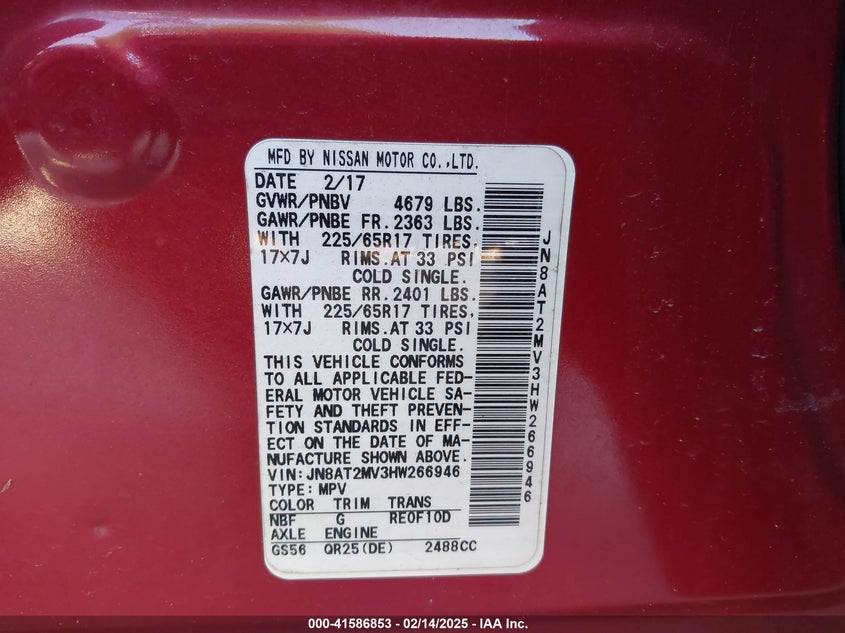 MFD BY NISSAN MOTOR CO.,LTD.
DATE 2/17
GVWR/PNBV 4679 LBS.
GAWR/PNBE FR.2363 LBS.
WITH 225/65R17 TIRES,
17×7J RIMS.AT 33 PSI
COLD SINGLE.
GAWR/PNBE RR.2401 LBS.
WITH 225/65R17 TIRES,
17×7J RIMS.AT 33 PSI
COLD SINGLE.
THIS VEHICLE CONFORMS
TO ALL APPLICABLE FED-
ERAL MOTOR VEHICLE SA-
FETY AND THEFT PREVEN-
TION STANDARDS IN EFF-
ECT ON THE DATE OF MA-
NUFACTURE SHOWN ABOVE.
VIN:JN8AT2MV3HW266946
TYPE:MPV
COLOR TRIM TRANS
NBF G RE0F10D
AXLE ENGINE
GS56 QR25(DE) 2488CC
JN8AT2MV3HW266946
000-41586853 - 02/14/2025 - IAA Inc.